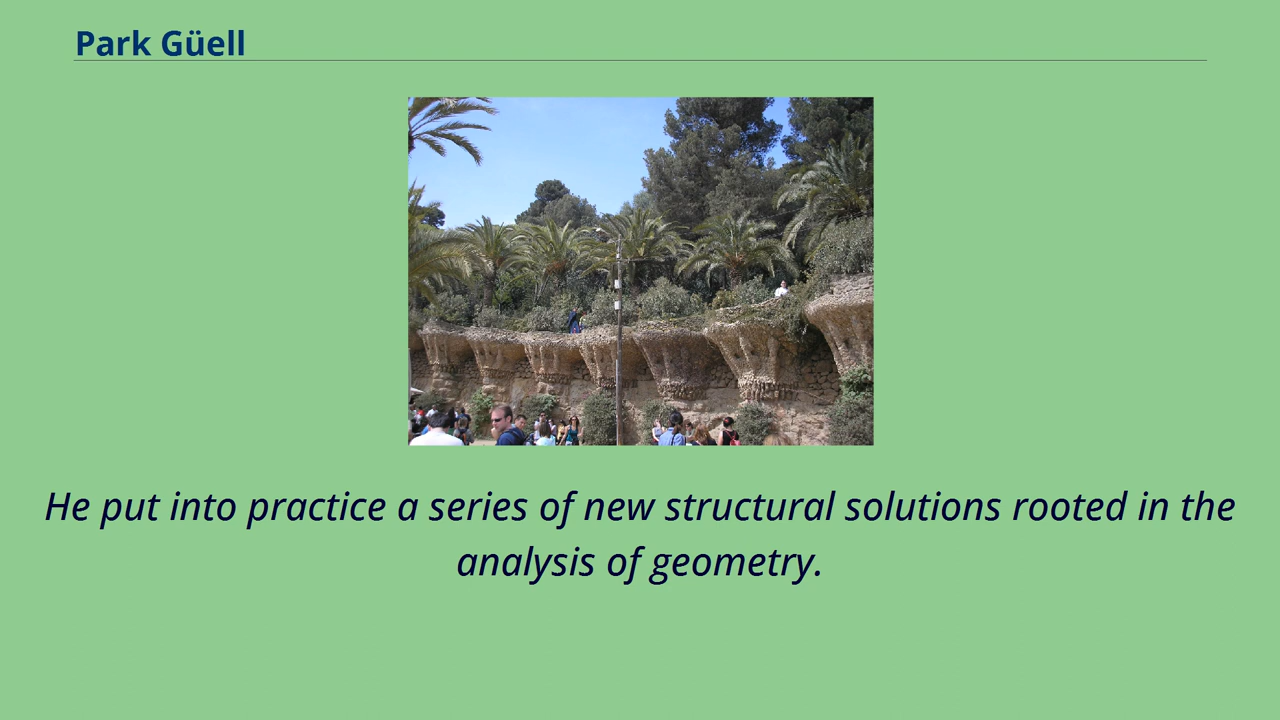 Park Güell
He put into practice a series of new structural solutions rooted in the
analysis of geometry.